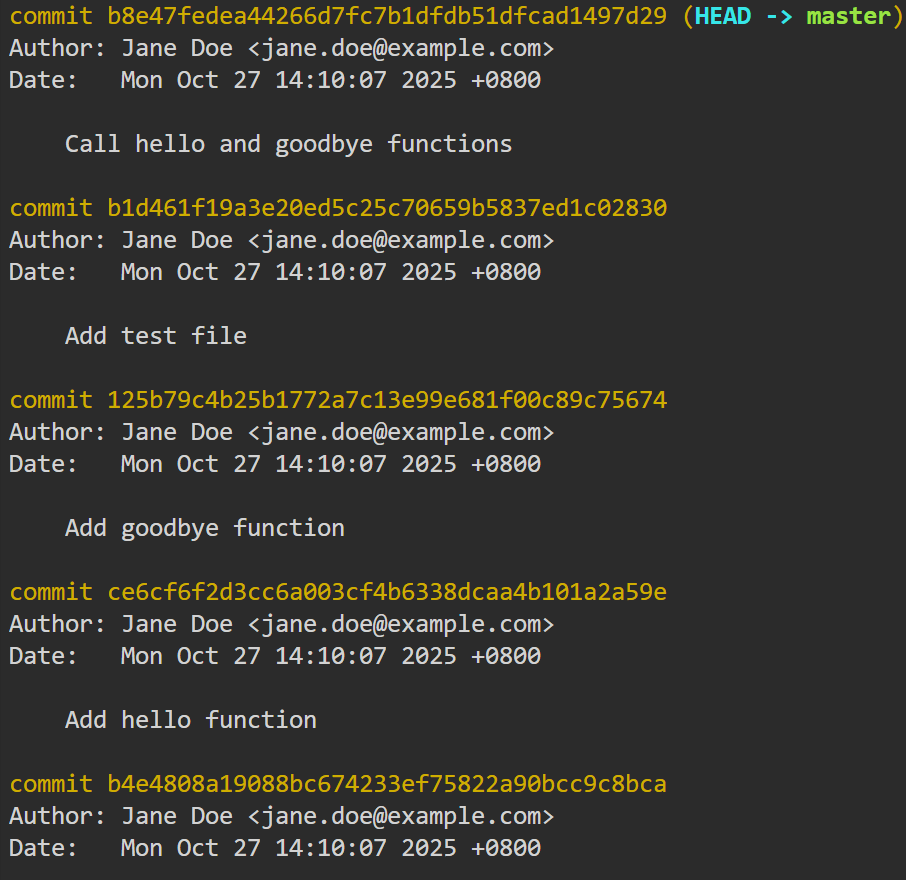 commit b8e47fedea44266d7fc7b1dfdb51dfcad1497d29 (HEAD -> master)
Author: Jane Doe <jane.doe@example.com>
Date:   Mon Oct 27 14:10:07 2025 +0800
    Call hello and goodbye functions
commit b1d461f19a3e20ed5c25c70659b5837ed1c02830
Author: Jane Doe <jane.doe@example.com>
Date:   Mon Oct 27 14:10:07 2025 +0800
    Add test file
commit 125b79c4b25b1772a7c13e99e681f00c89c75674
Author: Jane Doe <jane.doe@example.com>
Date:   Mon Oct 27 14:10:07 2025 +0800
    Add goodbye function
commit ce6cf6f2d3cc6a003cf4b6338dcaa4b101a2a59e
Author: Jane Doe <jane.doe@example.com>
Date:   Mon Oct 27 14:10:07 2025 +0800
    Add hello function
commit b4e4808a19088bc674233ef75822a90bcc9c8bca
Author: Jane Doe <jane.doe@example.com>
Date:   Mon Oct 27 14:10:07 2025 +0800